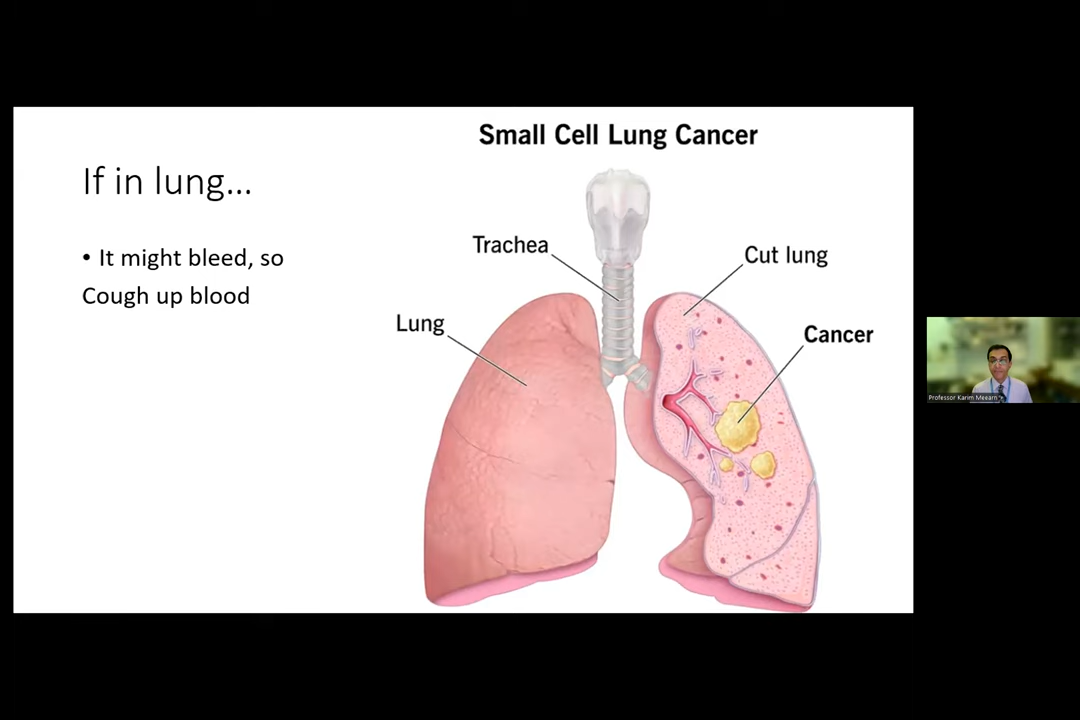 Small Cell Lung Cancer
If in lung...
• It might bleed, so
Cough up blood
Trachea
Cut lung
Lung
Cancer
Professor Karim Meeran